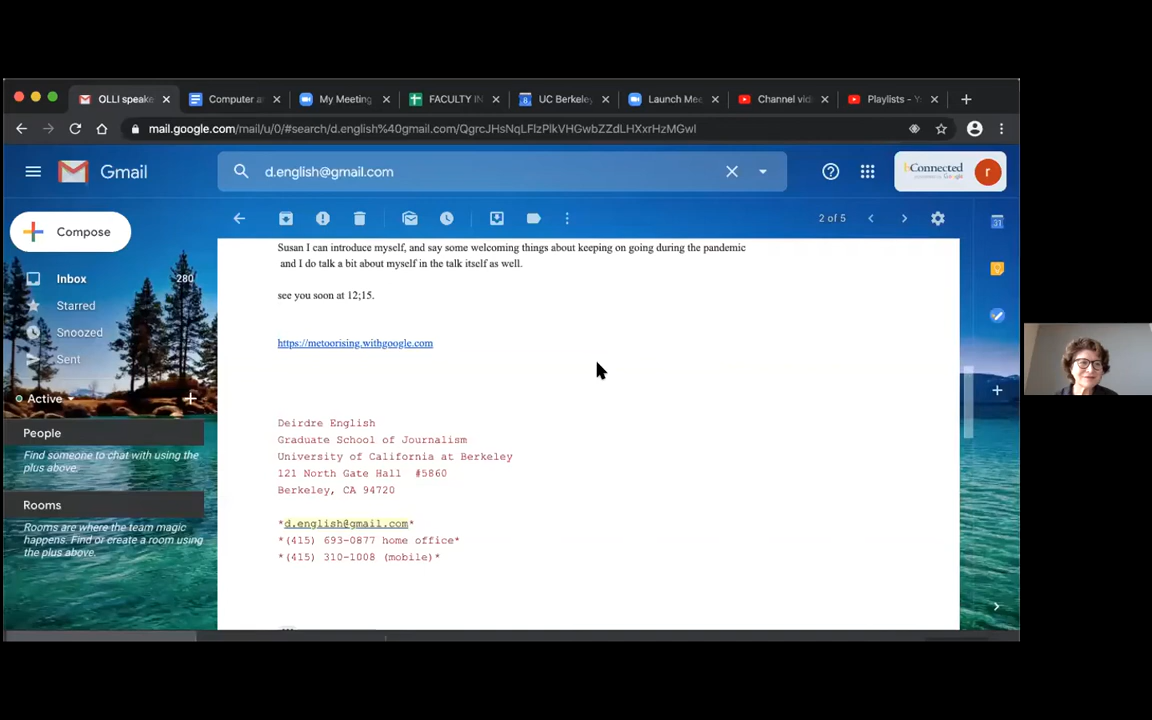 OLLI speake
Computer a
My Meeting
FACULTY IN
UC Berkeley
Launch Mee
Channel vid
Playlists - Y
mail.google.com/mail/u/0/#search/d.english%40gmail.com/QgrcJHsNqLFlzPlkVHGwbZZdLHXxrHzMGwl
Gmail
d.english@gmail.com
bConnected
Google
r
Compose
2 of 5
31
Inbox 280
Starred
Snoozed
Sent
Active
People
Find someone to chat with using the
plus above.
Rooms
Rooms are where the team magic
happens. Find or create a room using
the plus above.
Susan I can introduce myself, and say some welcoming things about keeping on going during the pandemic
and I do talk a bit about myself in the talk itself as well.
see you soon at 12;15.
https://metoorising.withgoogle.com
Deirdre English
Graduate School of Journalism
University of California at Berkeley
121 North Gate Hall #5860
Berkeley, CA 94720
*d.english@gmail.com*
*(415) 693-0877 home office*
*(415) 310-1008 (mobile)*